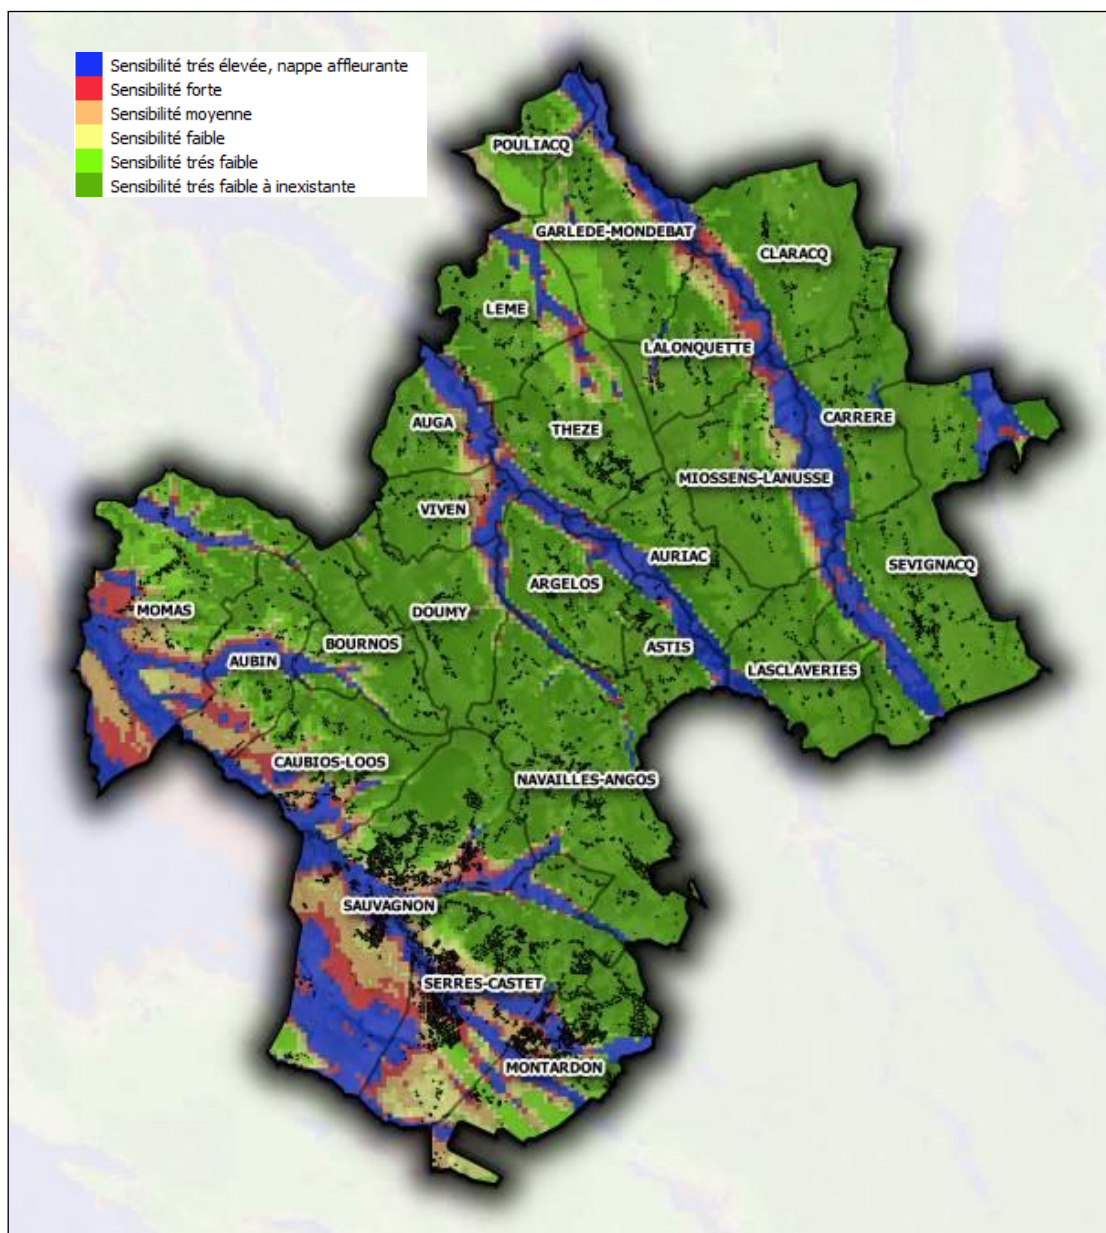 Sensibilité trés élevée, nappe affleurante
Sensibilité forte
Sensibilité moyenne
Sensibilité faible
Sensibilité trés faible
Sensibilité trés faible à inexistante
POULIACQ
GARLEDE-MONDEBAT
CLARACQ
LEME
LALONQUETTE
CARRERE
AUGA
THEZE
MIOSSENS-LANUSSE
VIVEN
AURIAC
SEVIGNACQ
ARGELOS
MOMAS
DOUMY
BOURNOS
ASTIS
AUBIN
LASCLAVERIES
CAUBIOS-LOOS
NAVAILLES-ANGOS
SAUVAGNON
SERRES-CASTET
MONTARDON